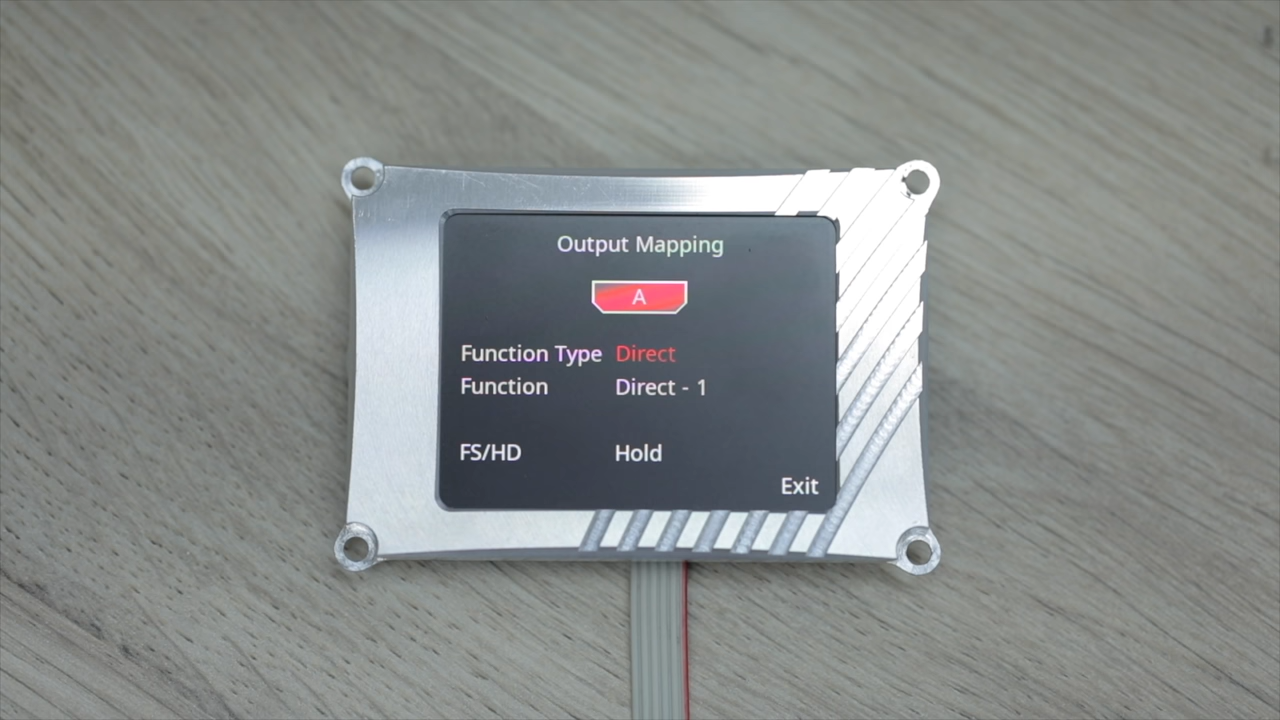 Output Mapping
A
Function Type Direct
Function Direct - 1
FS/HD Hold
Exit